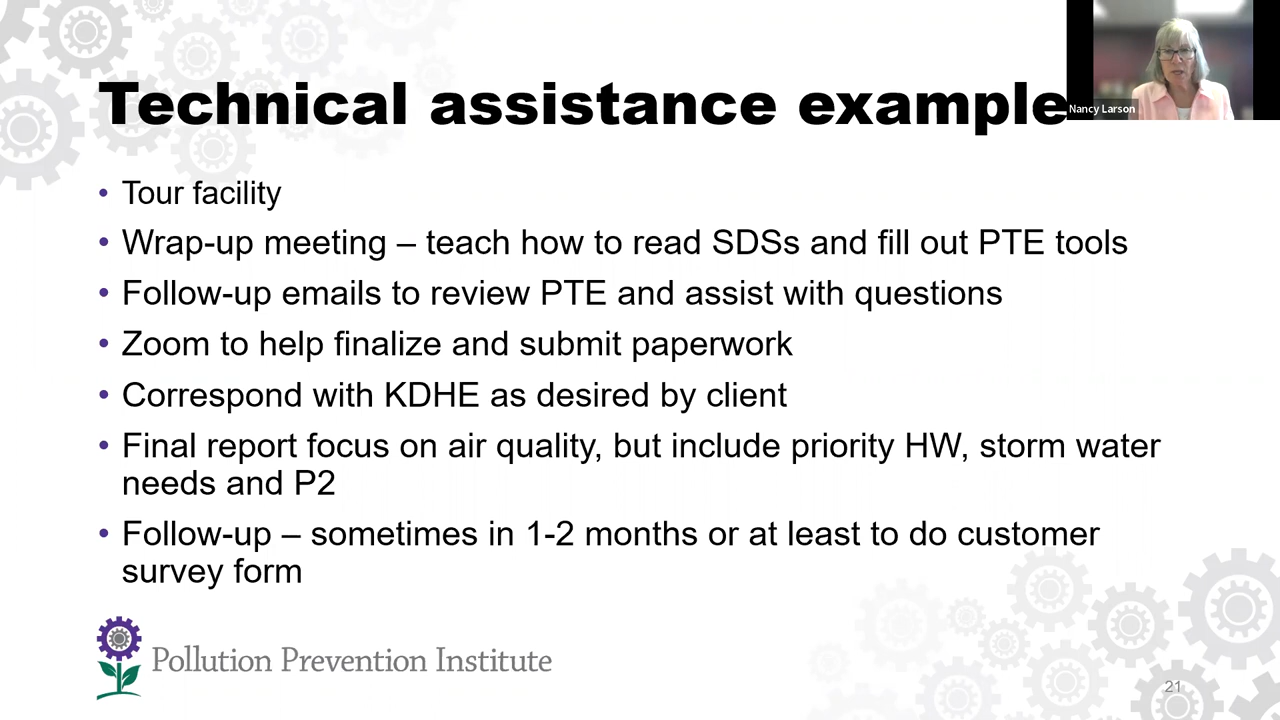 Technical assistance example
Nancy Larson
• Tour facility
• Wrap-up meeting – teach how to read SDSs and fill out PTE tools
• Follow-up emails to review PTE and assist with questions
• Zoom to help finalize and submit paperwork
• Correspond with KDHE as desired by client
• Final report focus on air quality, but include priority HW, storm water
needs and P2
• Follow-up – sometimes in 1-2 months or at least to do customer
survey form
Pollution Prevention Institute
21